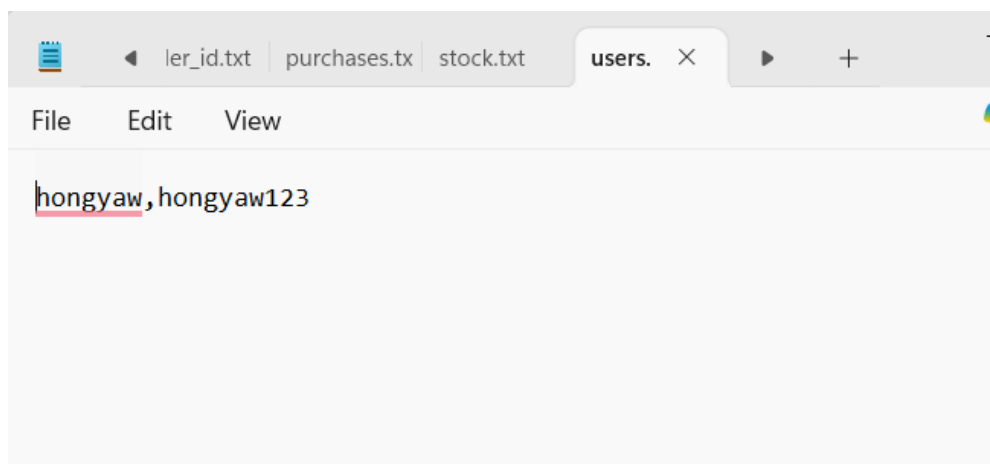 ler_id.txt purchases.tx stock.txt users.
File Edit View
hongyaw,hongyaw123